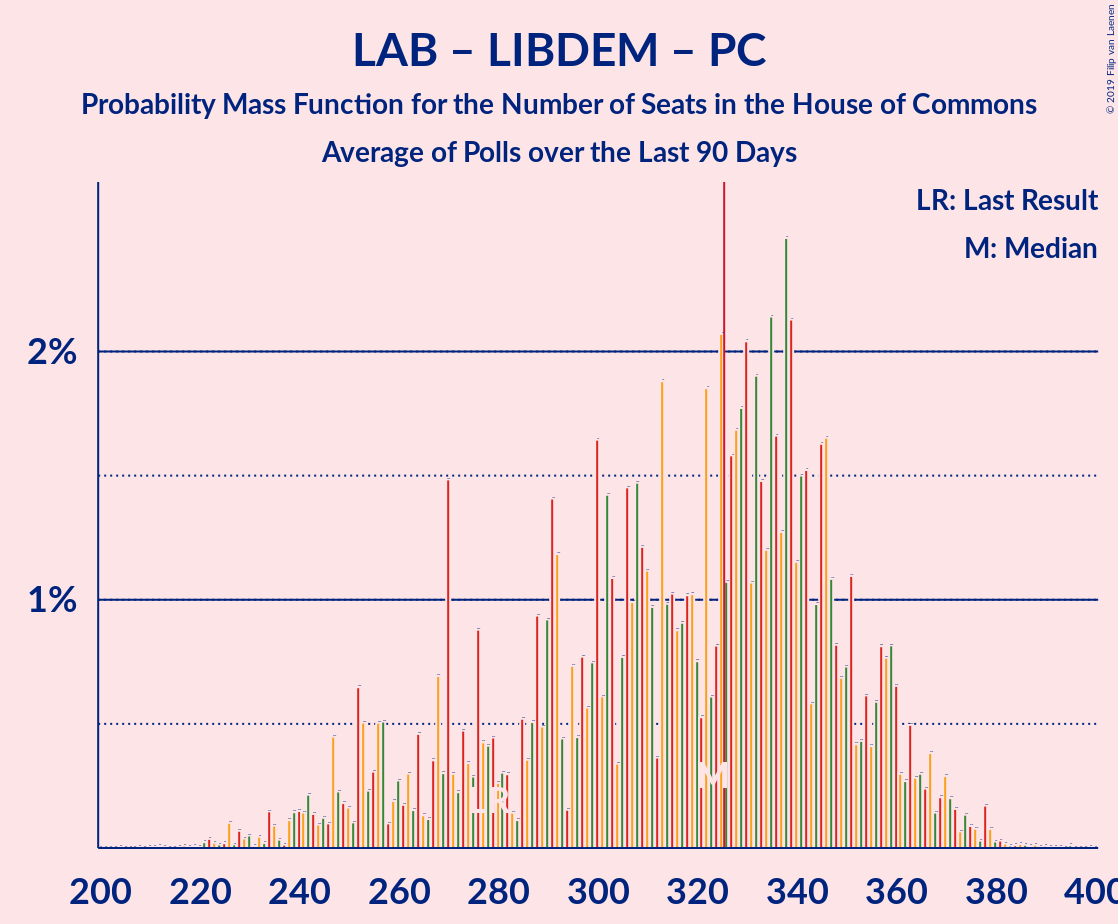 LAB – LIBDEM – PC
Probability Mass Function for the Number of Seats in the House of Commons
Average of Polls over the Last 90 Days
© 2019 Filip van Laenen
LR: Last Result
M: Median
2%
1%
LR
M
200 220 240 260 280 300 320 340 360 380 400